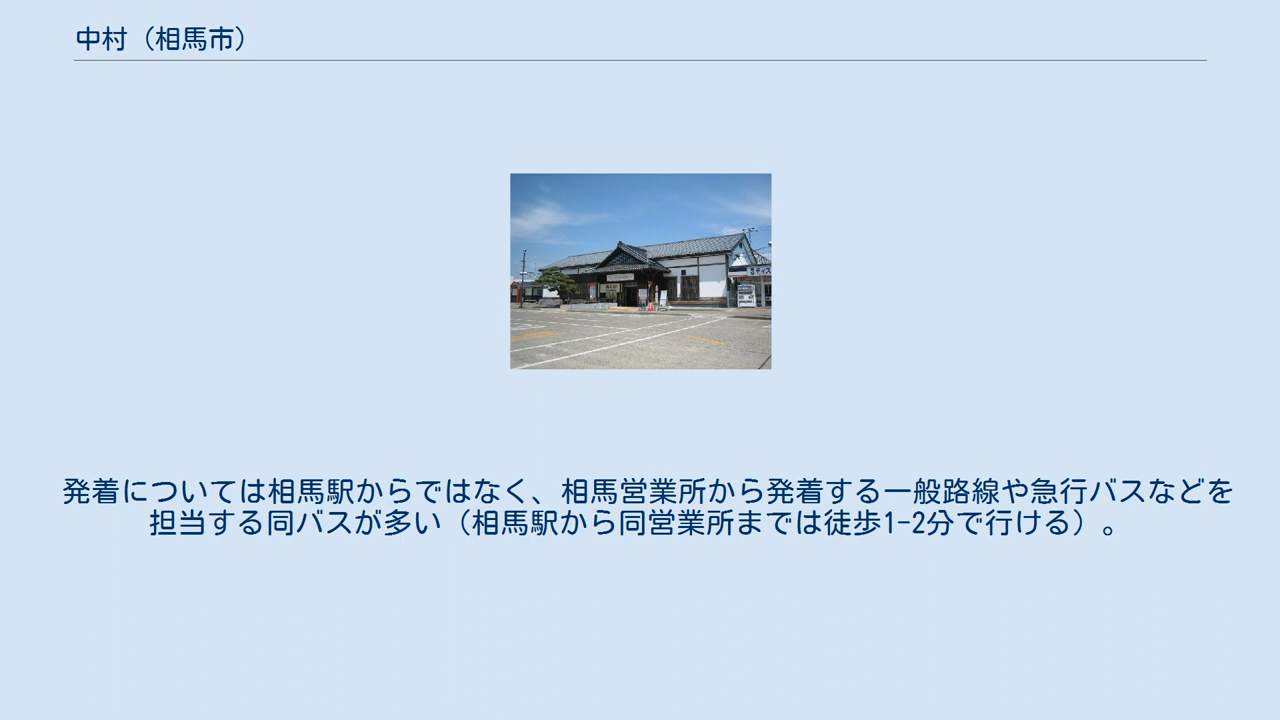 中村（相馬市）
発着については相馬駅からではなく、相馬営業所から発着する一般路線や急行バスなどを
担当する同バスが多い（相馬駅から同営業所までは徒歩1-2分で行ける）。